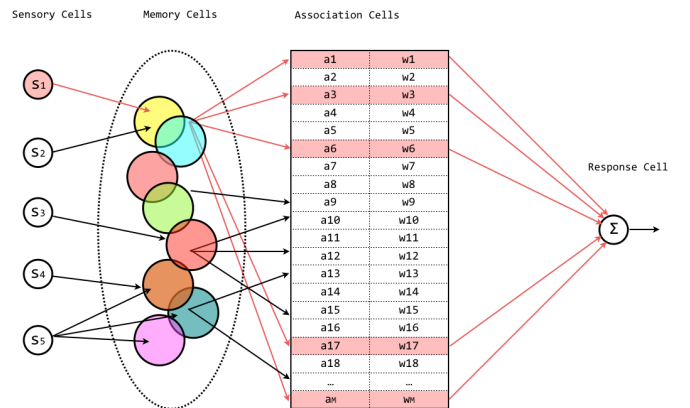 Sensory Cells Memory Cells Association Cells
a1 w1
a2 w2
S1
a3 w3
a4 w4
a5 w5
S2
a6 w6
a7 w7
Response Cell
a8 w8
a9 w9
S3
a10 w10
Σ
a11 w11
a12 w12
S4
a13 w13
a14 w14
a15 w15
a16 w16
S5
a17 w17
a18 w18
… …
aM wM